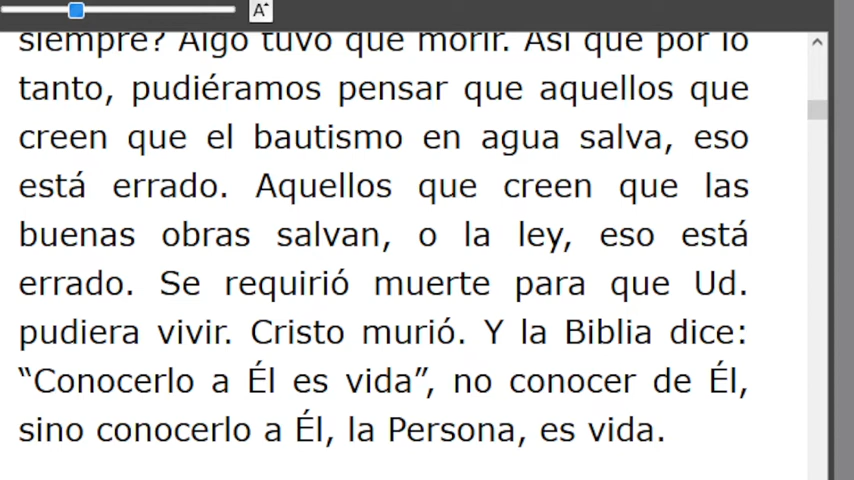 A
siempre? Algo tuvo que morir. Así que por lo
tanto, pudiéramos pensar que aquellos que
creen que el bautismo en agua salva, eso
está errado. Aquellos que creen que las
buenas obras salvan, o la ley, eso está
errado. Se requirió muerte para que Ud.
pudiera vivir. Cristo murió. Y la Biblia dice:
“Conocerlo a Él es vida”, no conocer de Él,
sino conocerlo a Él, la Persona, es vida.